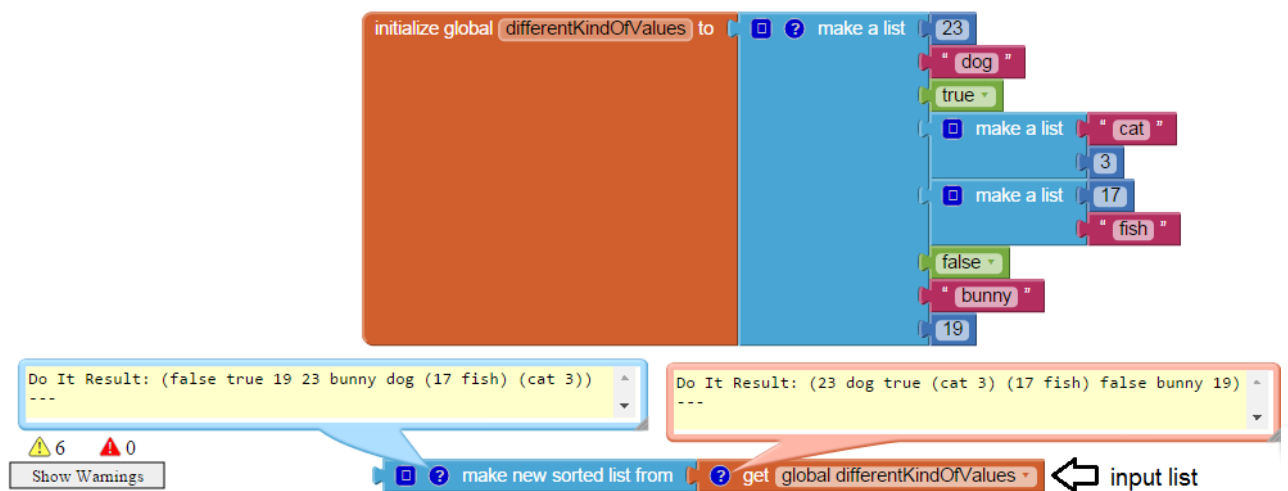 initialize global differentKindOfValues to ? make a list 23
" dog "
true
make a list " cat "
3
make a list 17
" fish "
false
" bunny "
19
Do It Result: (false true 19 23 bunny dog (17 fish) (cat 3))
---
Do It Result: (23 dog true (cat 3) (17 fish) false bunny 19)
---
6 0
Show Warnings
? make new sorted list from ? get global differentKindOfValues input list